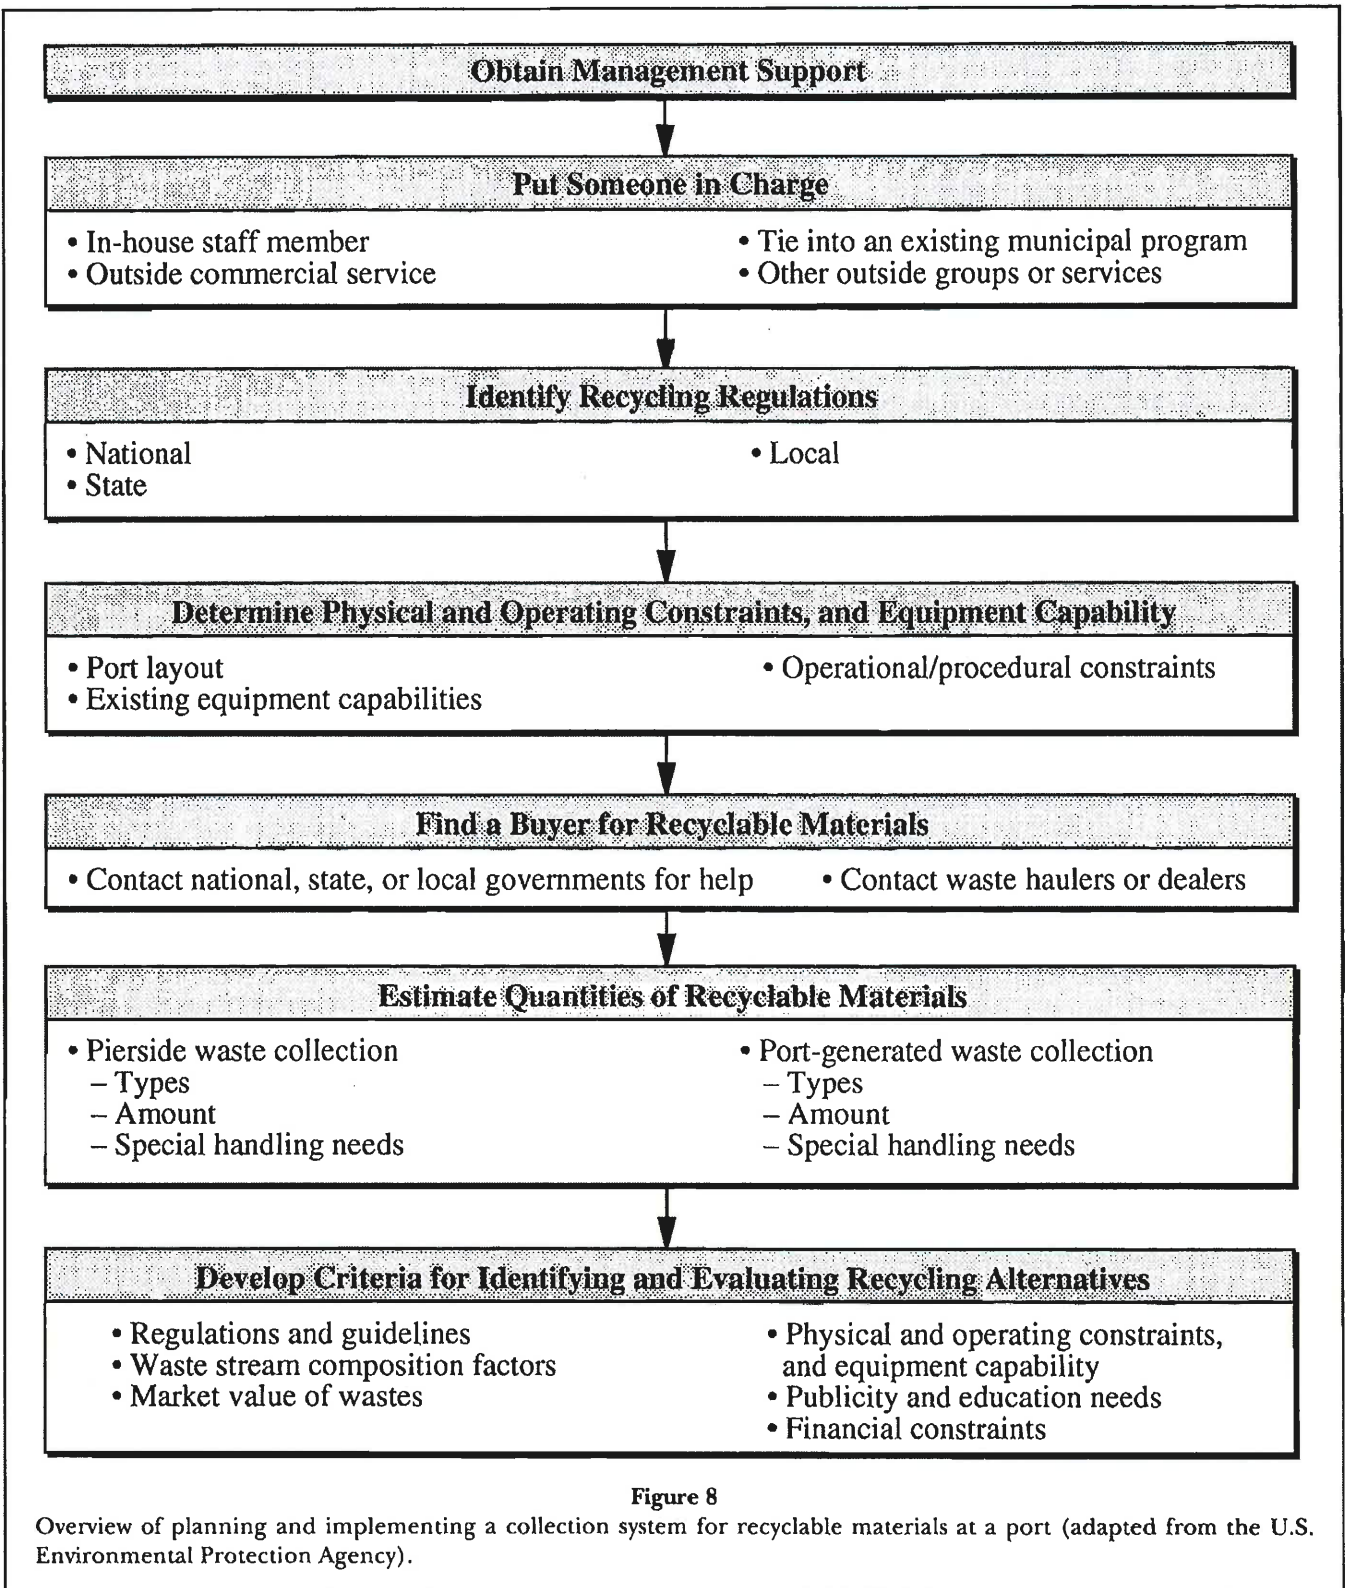 Obtain Management Support
Put Someone in Charge
• In-house staff member
• Outside commercial service
• Tie into an existing municipal program
• Other outside groups or services
Identify Recycling Regulations
• National
• State
• Local
Determine Physical and Operating Constraints, and Equipment Capability
• Port layout
• Existing equipment capabilities
• Operational/procedural constraints
Find a Buyer for Recyclable Materials
• Contact national, state, or local governments for help
• Contact waste haulers or dealers
Estimate Quantities of Recyclable Materials
• Pierside waste collection
– Types
– Amount
– Special handling needs
• Port-generated waste collection
– Types
– Amount
– Special handling needs
Develop Criteria for Identifying and Evaluating Recycling Alternatives
• Regulations and guidelines
• Waste stream composition factors
• Market value of wastes
• Physical and operating constraints,
and equipment capability
• Publicity and education needs
• Financial constraints
Figure 8
Overview of planning and implementing a collection system for recyclable materials at a port (adapted from the U.S.
Environmental Protection Agency).